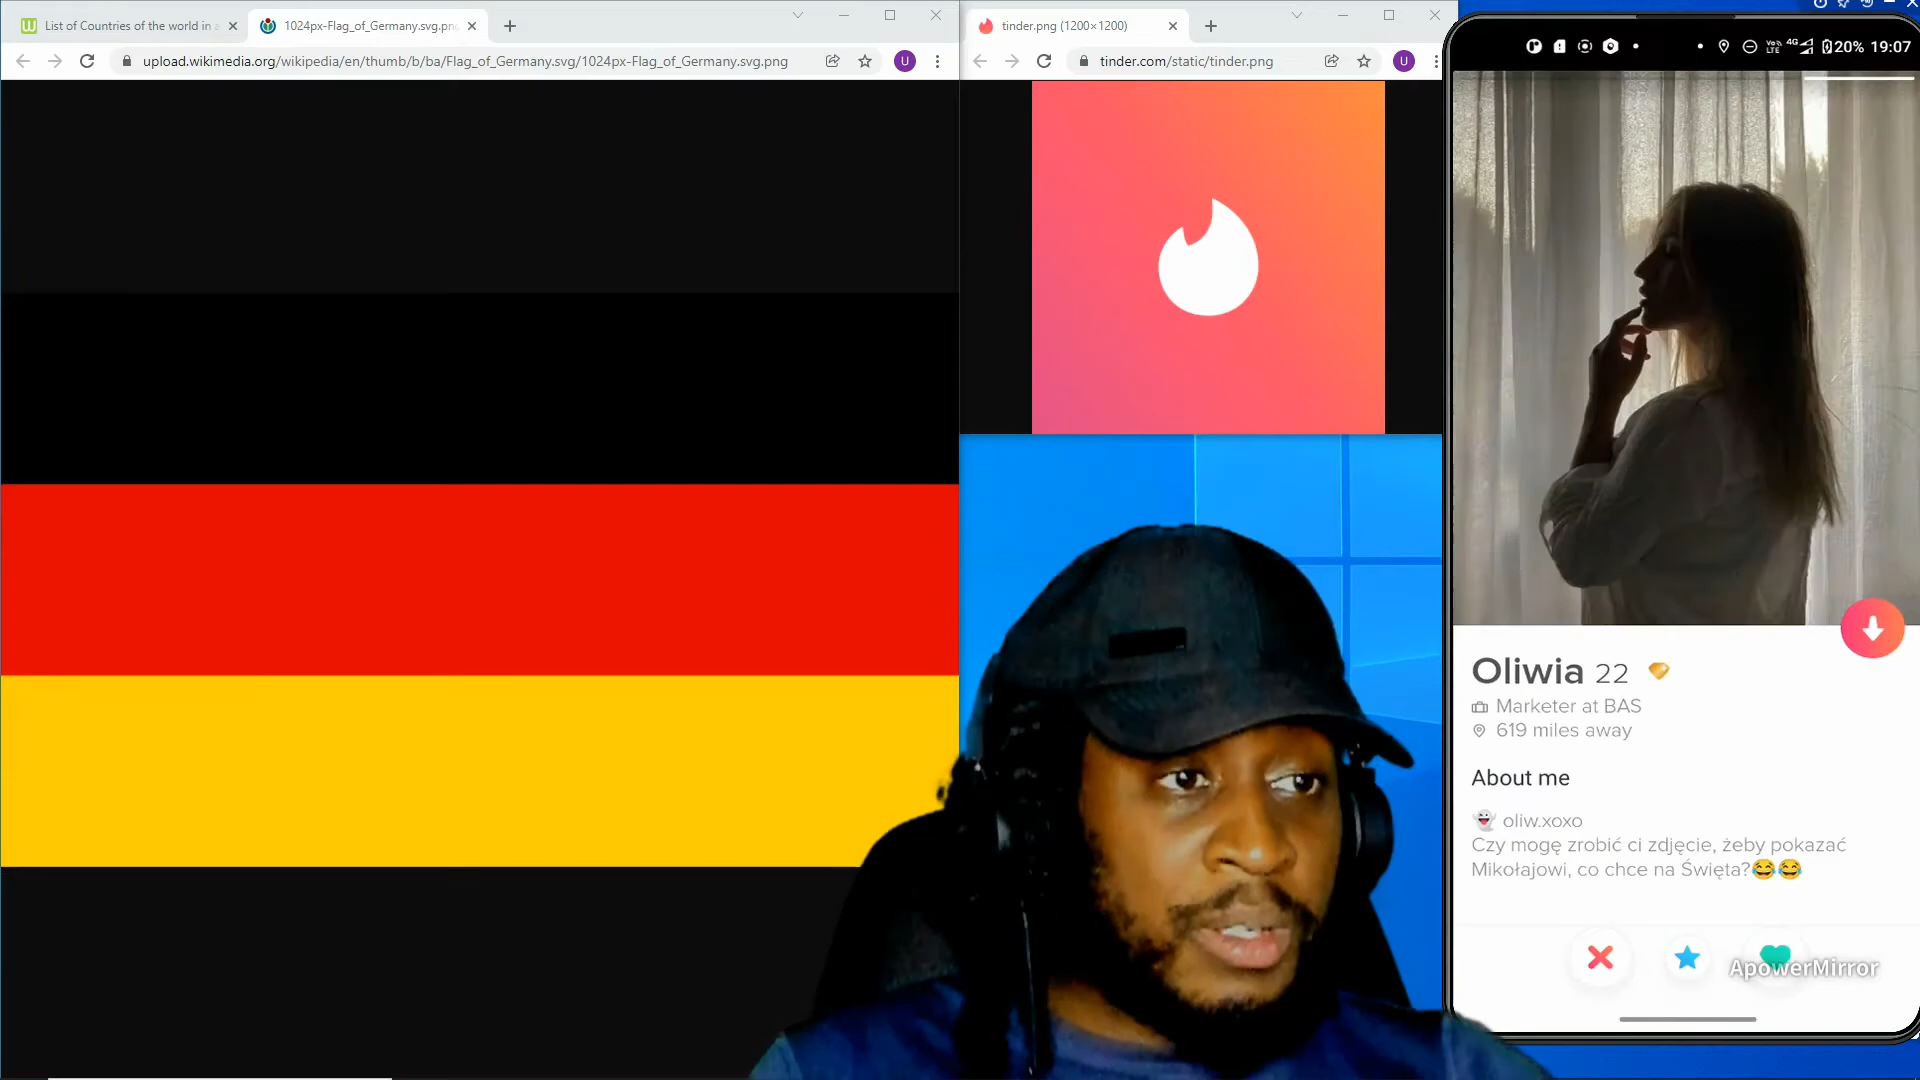 List of Countries of the world in a
1024px-Flag_of_Germany.svg.png
upload.wikimedia.org/wikipedia/en/thumb/b/ba/Flag_of_Germany.svg/1024px-Flag_of_Germany.svg.png
U
tinder.png (1200×1200)
tinder.com/static/tinder.png
U
VoLTE 4G 20% 19:07
Oliwia 22
Marketer at BAS
619 miles away
About me
👻 oliw.xoxo
Czy mogę zrobić ci zdjęcie, żeby pokazać
Mikołajowi, co chce na Święta?😂😂
ApowerMirror